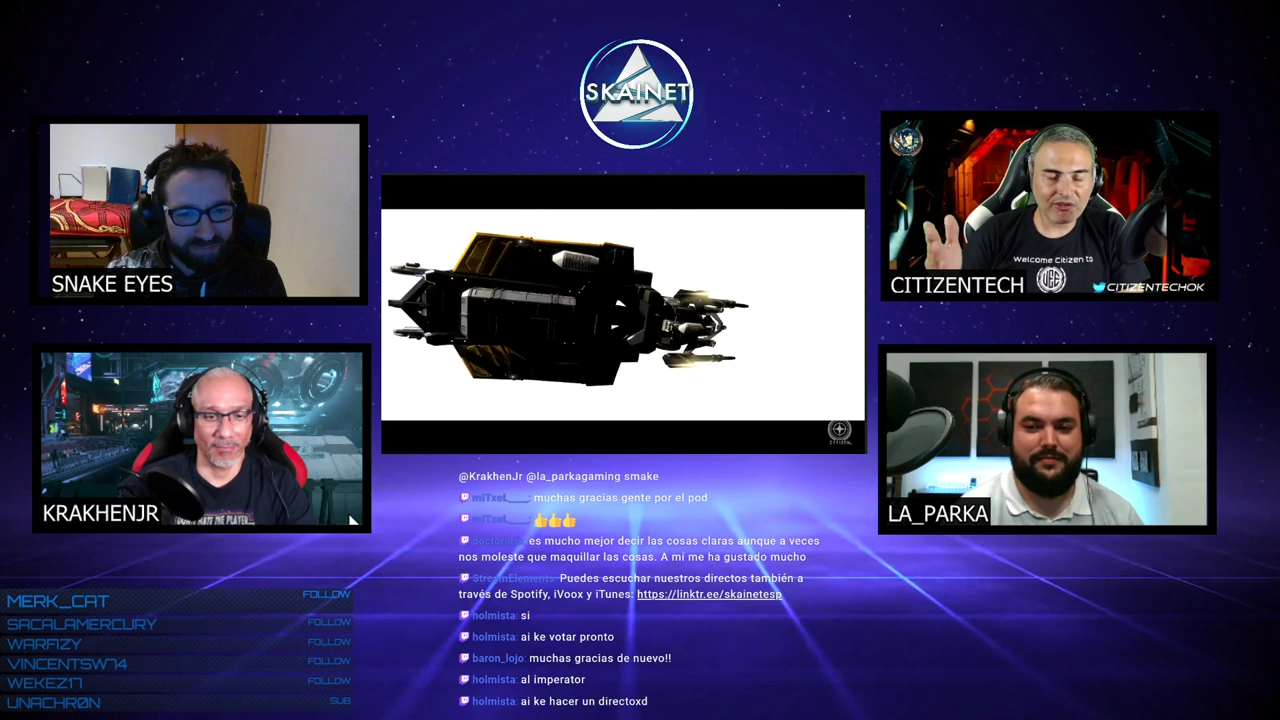 SKAINET
SNAKE EYES
Welcome Citizen to
CITIZENTECH
CITIZENTECHOK
KRAKHENJR
LA_PARKA
CITIZEN
@KrakhenJr @la_parkagaming smake
muchas gracias gente por el pod
👍👍👍
es mucho mejor decir las cosas claras aunque a veces
nos moleste que maquillar las cosas. A mí me ha gustado mucho
StreamElements: Puedes escuchar nuestros directos también a
través de Spotify, iVoox y iTunes: https://linktr.ee/skainetesp
holmista: si
holmista: ai ke votar pronto
baron_lojo: muchas gracias de nuevo!!
holmista: al imperator
holmista: ai ke hacer un directoxd
MERK_CAT FOLLOW
SACALAMERCURY FOLLOW
WARFIZY FOLLOW
VINCENTSW74 FOLLOW
WEKEZ17 FOLLOW
UNACHR0N SUB